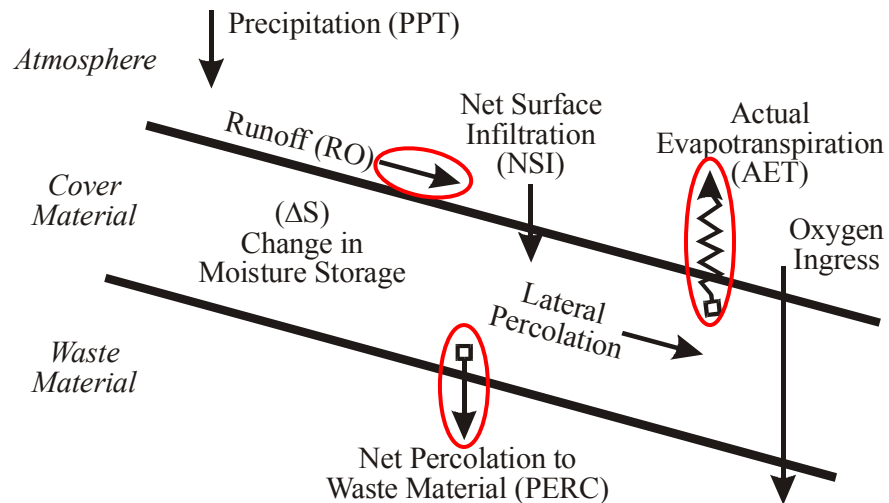 Precipitation (PPT)
Atmosphere
Runoff (RO)
Net Surface
Infiltration
(NSI)
Actual
Evapotranspiration
(AET)
Cover
Material
(ΔS)
Change in
Moisture Storage
Oxygen
Ingress
Lateral
Percolation
Waste
Material
Net Percolation to
Waste Material (PERC)